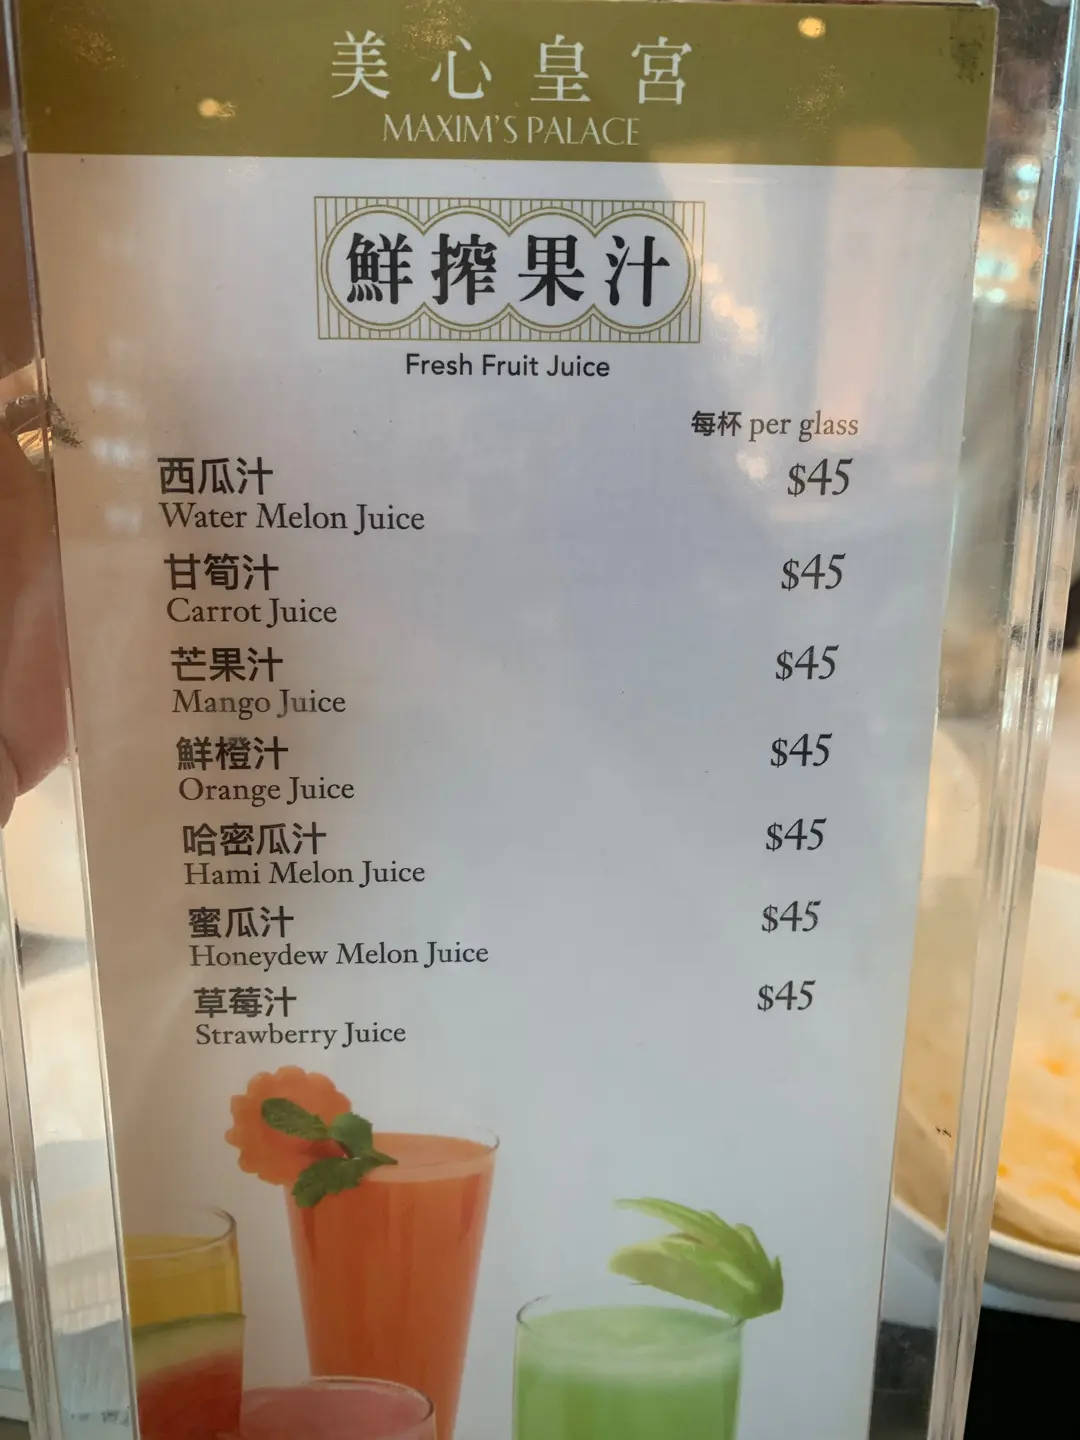 美心皇宮
MAXIM'S PALACE
鮮搾果汁
Fresh Fruit Juice
每杯 per glass
西瓜汁 $45
Water Melon Juice
甘筍汁 $45
Carrot Juice
芒果汁 $45
Mango Juice
鮮橙汁 $45
Orange Juice
哈密瓜汁 $45
Hami Melon Juice
蜜瓜汁 $45
Honeydew Melon Juice
草莓汁 $45
Strawberry Juice